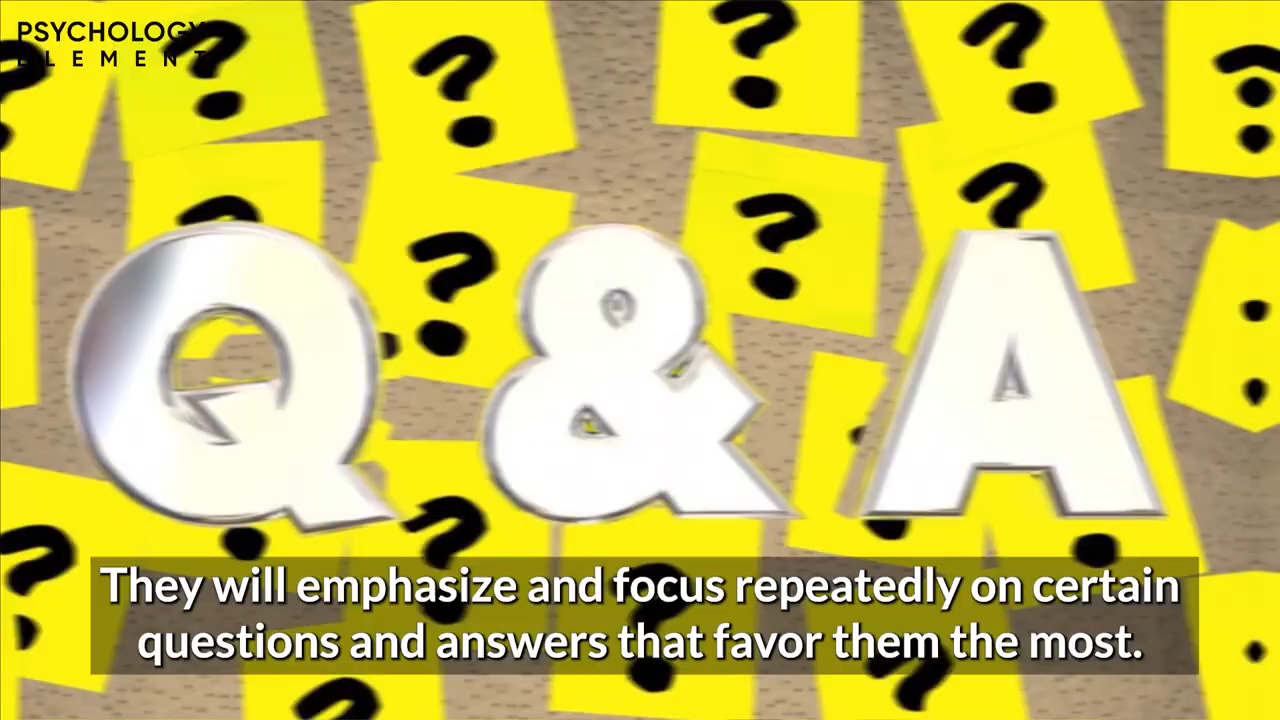 PSYCHOLOGY
ELEMENT
? ? ? ? ?
? ? ? ?
Q & A
? ?
They will emphasize and focus repeatedly on certain
questions and answers that favor them the most.